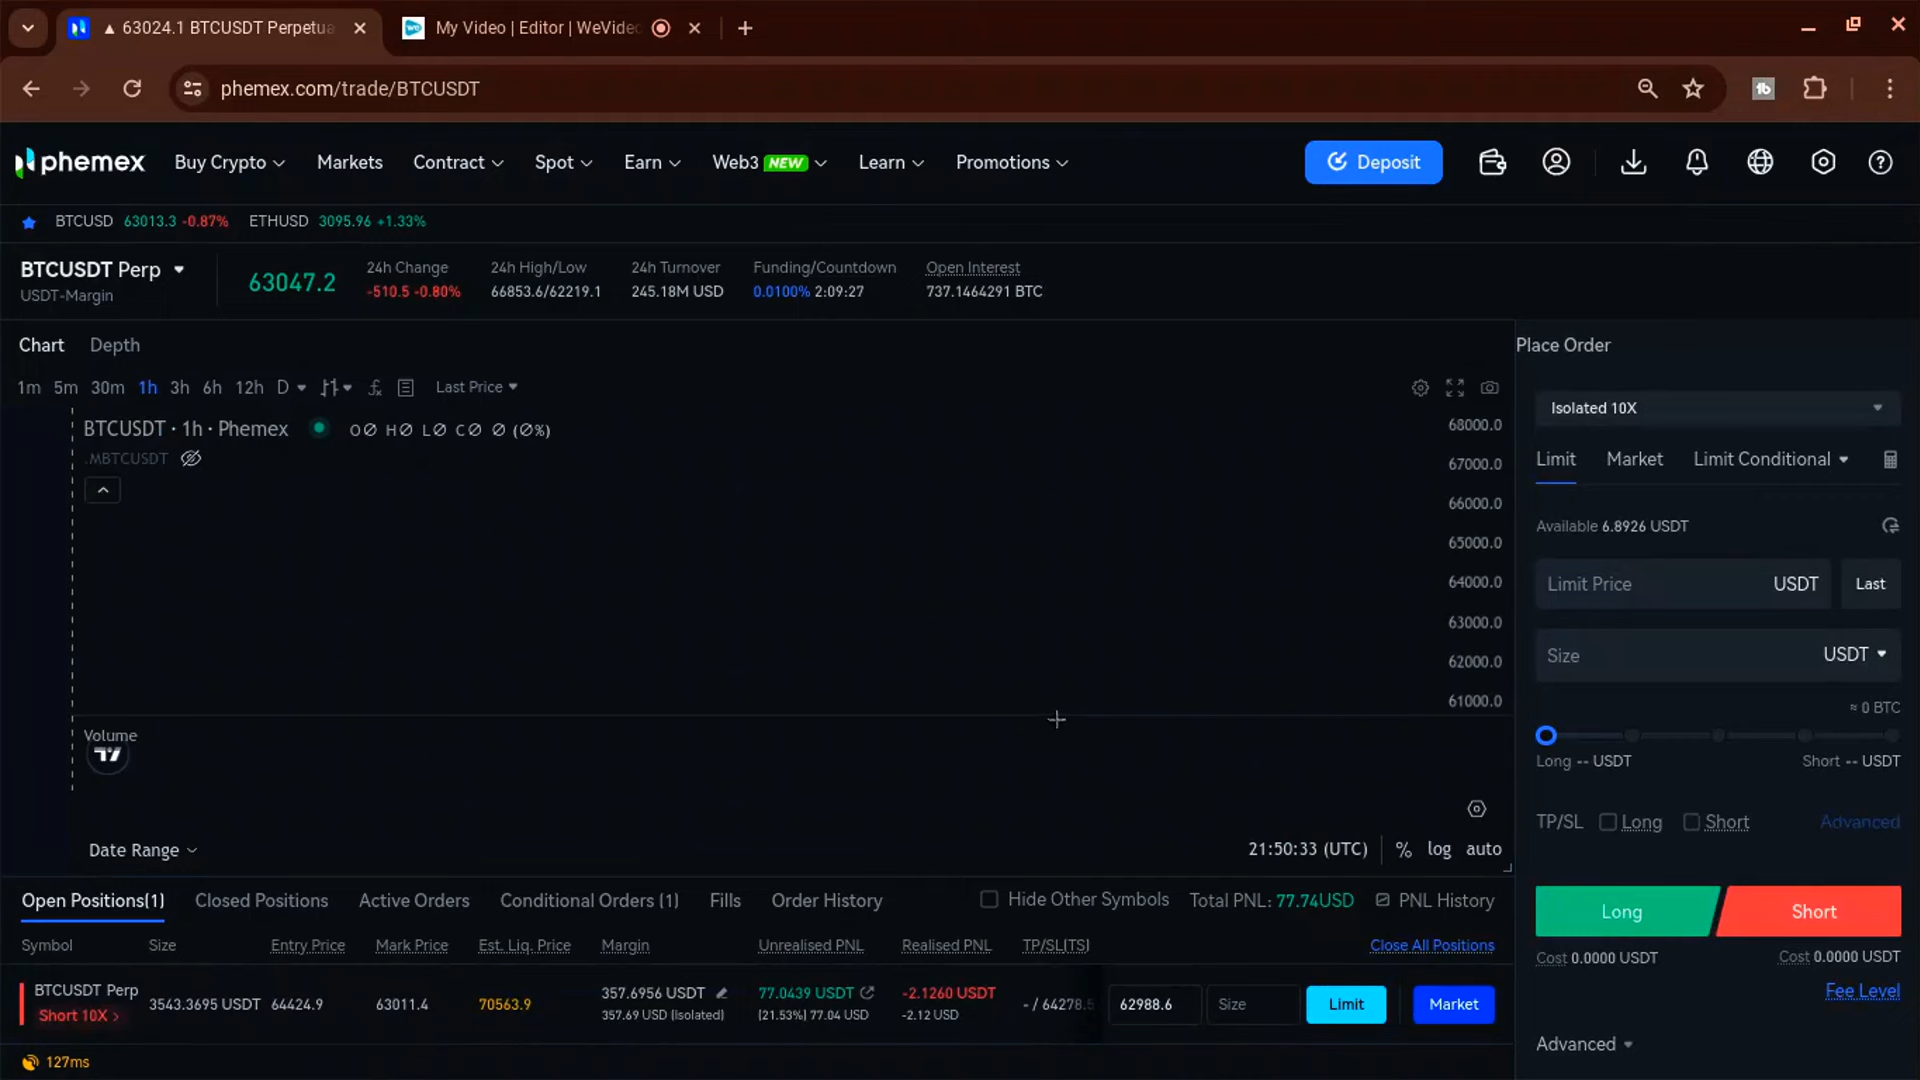 ▲ 63024.1 BTCUSDT Perpetua
My Video | Editor | WeVideo
phemex.com/trade/BTCUSDT
phemex
Buy Crypto
Markets
Contract
Spot
Earn
Web3 NEW
Learn
Promotions
Deposit
BTCUSD 63013.3 -0.87% ETHUSD 3095.96 +1.33%
BTCUSDT Perp
USDT-Margin
63047.2
24h Change
-510.5 -0.80%
24h High/Low
66853.6/62219.1
24h Turnover
245.18M USD
Funding/Countdown
0.0100% 2:09:27
Open Interest
737.1464291 BTC
Chart Depth
1m 5m 30m 1h 3h 6h 12h D Last Price
BTCUSDT · 1h · Phemex O∅ H∅ L∅ C∅ ∅ (∅%)
.MBTCUSDT
68000.0
67000.0
66000.0
65000.0
64000.0
63000.0
62000.0
61000.0
Volume
Date Range
21:50:33 (UTC) % log auto
Place Order
Isolated 10X
Limit Market Limit Conditional
Available 6.8926 USDT
Limit Price USDT Last
Size USDT
≈ 0 BTC
Long -- USDT Short -- USDT
TP/SL Long Short Advanced
Long Short
Cost 0.0000 USDT Cost 0.0000 USDT
Fee Level
Advanced
Open Positions(1) Closed Positions Active Orders Conditional Orders (1) Fills Order History Hide Other Symbols Total PNL: 77.74USD PNL History
Symbol Size Entry Price Mark Price Est. Liq. Price Margin Unrealised PNL Realised PNL TP/SL(TS) Close All Positions
BTCUSDT Perp
Short 10X >
3543.3695 USDT 64424.9 63011.4 70563.9
357.6956 USDT
357.69 USD (Isolated)
77.0439 USDT
(21.53%) 77.04 USD
-2.1260 USDT
-2.12 USD
- / 64278.5
62988.6 Size Limit Market
127ms